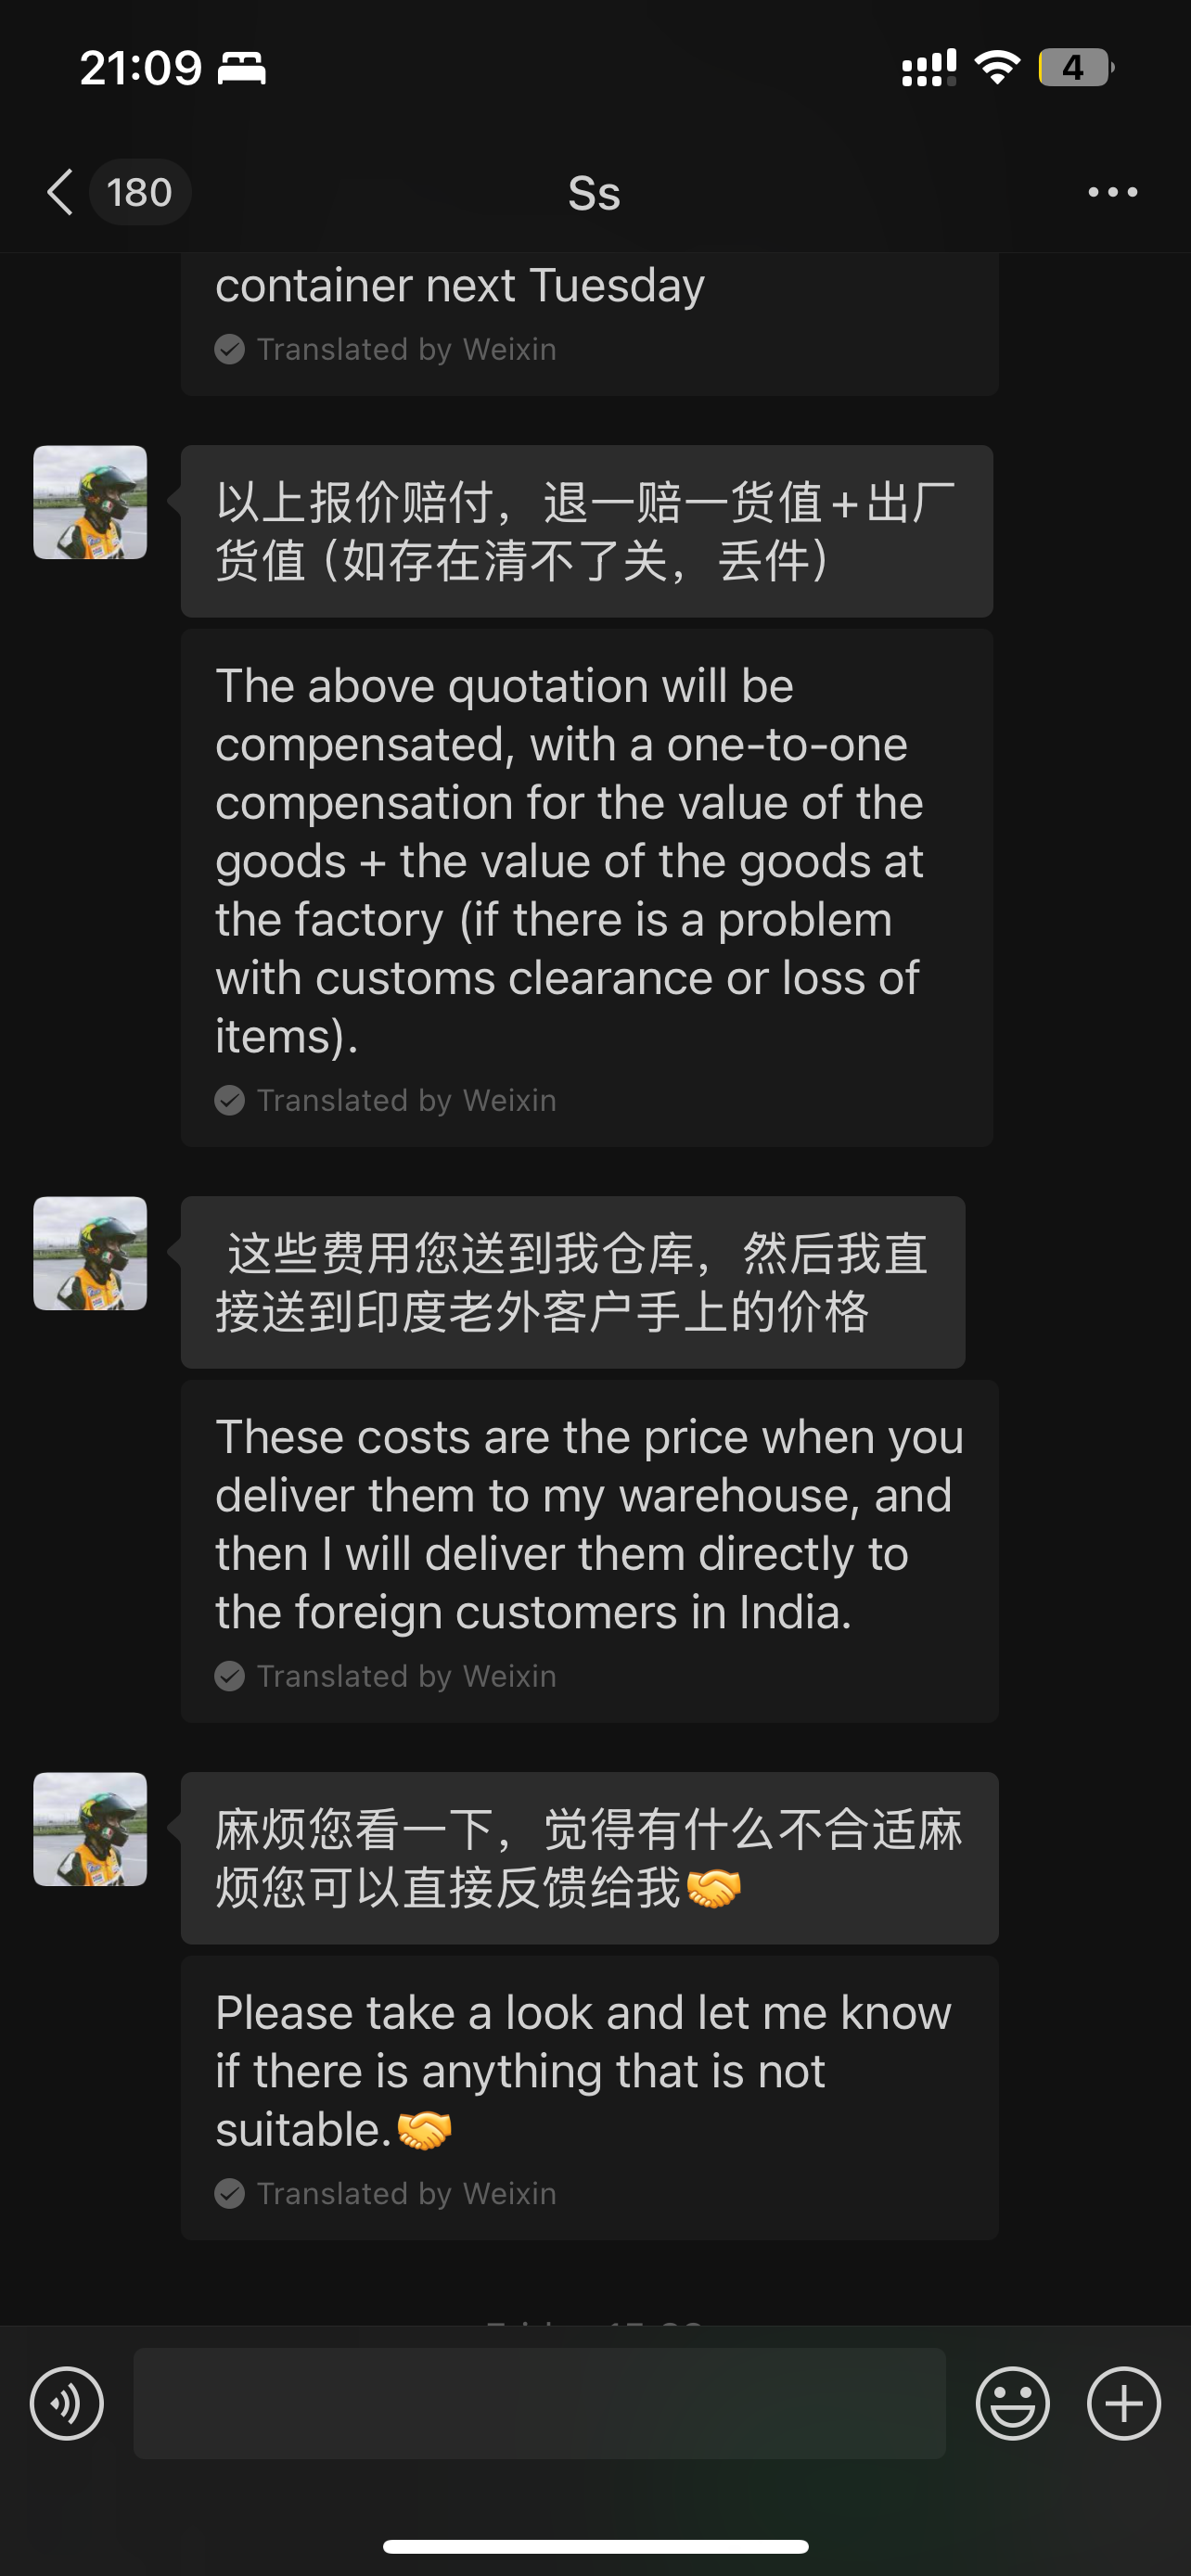 21:09
4
180
Ss
container next Tuesday
Translated by Weixin
以上报价赔付，退一赔一货值+出厂
货值（如存在清不了关，丢件）
The above quotation will be
compensated, with a one-to-one
compensation for the value of the
goods + the value of the goods at
the factory (if there is a problem
with customs clearance or loss of
items).
Translated by Weixin
这些费用您送到我仓库，然后我直
接送到印度老外客户手上的价格
These costs are the price when you
deliver them to my warehouse, and
then I will deliver them directly to
the foreign customers in India.
Translated by Weixin
麻烦您看一下，觉得有什么不合适麻
烦您可以直接反馈给我🤝
Please take a look and let me know
if there is anything that is not
suitable.🤝
Translated by Weixin